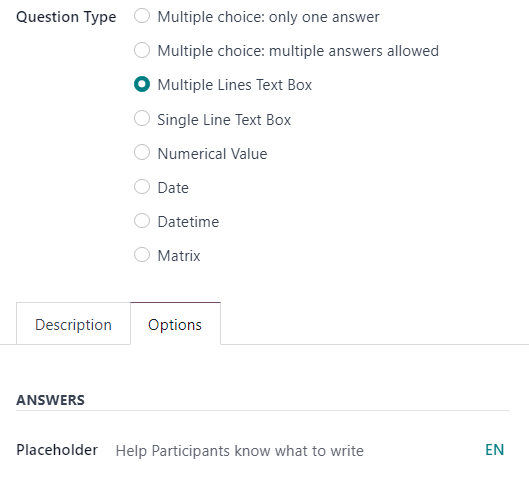 Question Type
Multiple choice: only one answer
Multiple choice: multiple answers allowed
Multiple Lines Text Box
Single Line Text Box
Numerical Value
Date
Datetime
Matrix
Description Options
ANSWERS
Placeholder Help Participants know what to write EN